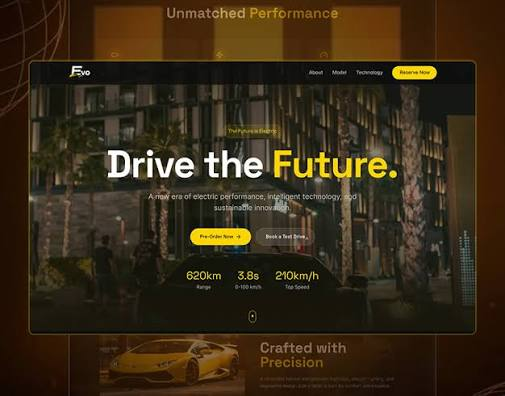 Unmatched Performance
Evo
About Model Technology Reserve Now
The Future is Electric
Drive the Future.
A new era of electric performance, intelligent technology, and
sustainable innovation.
Pre-Order Now → Book a Test Drive
620km 3.8s 210km/h
Range 0-100 km/h Top Speed
Crafted with
Precision